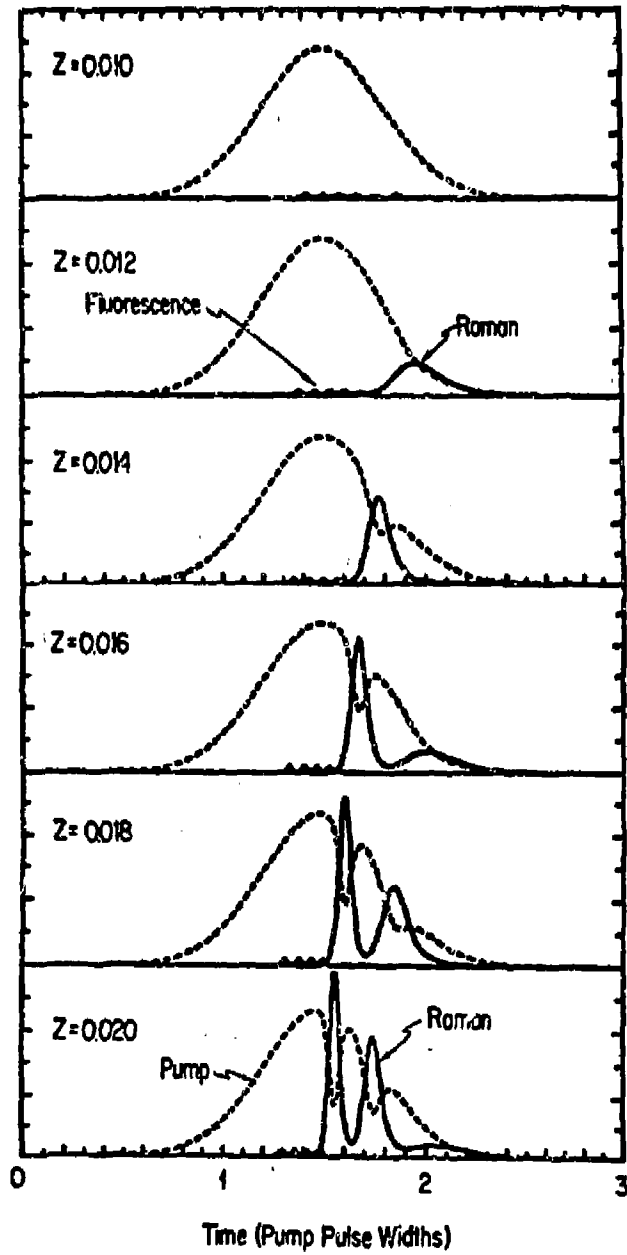 Z=0.010
Z=0.012
Fluorescence
Raman
Z=0.014
Z=0.016
Z=0.018
Z=0.020
Raman
Pump
0 1 2 3
Time (Pump Pulse Widths)